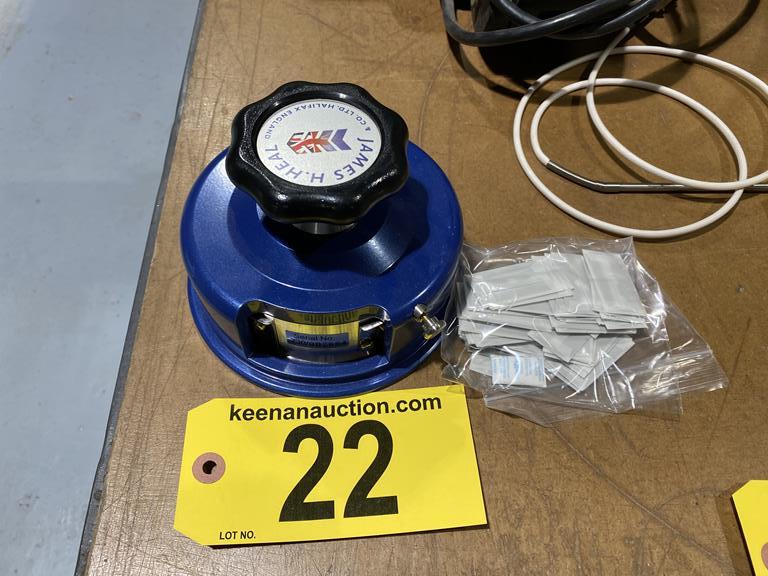 JAMES H. HEAL
& CO. LTD. HALIFAX ENGLAND
Serial No.
keenanauction.com
22
LOT NO.